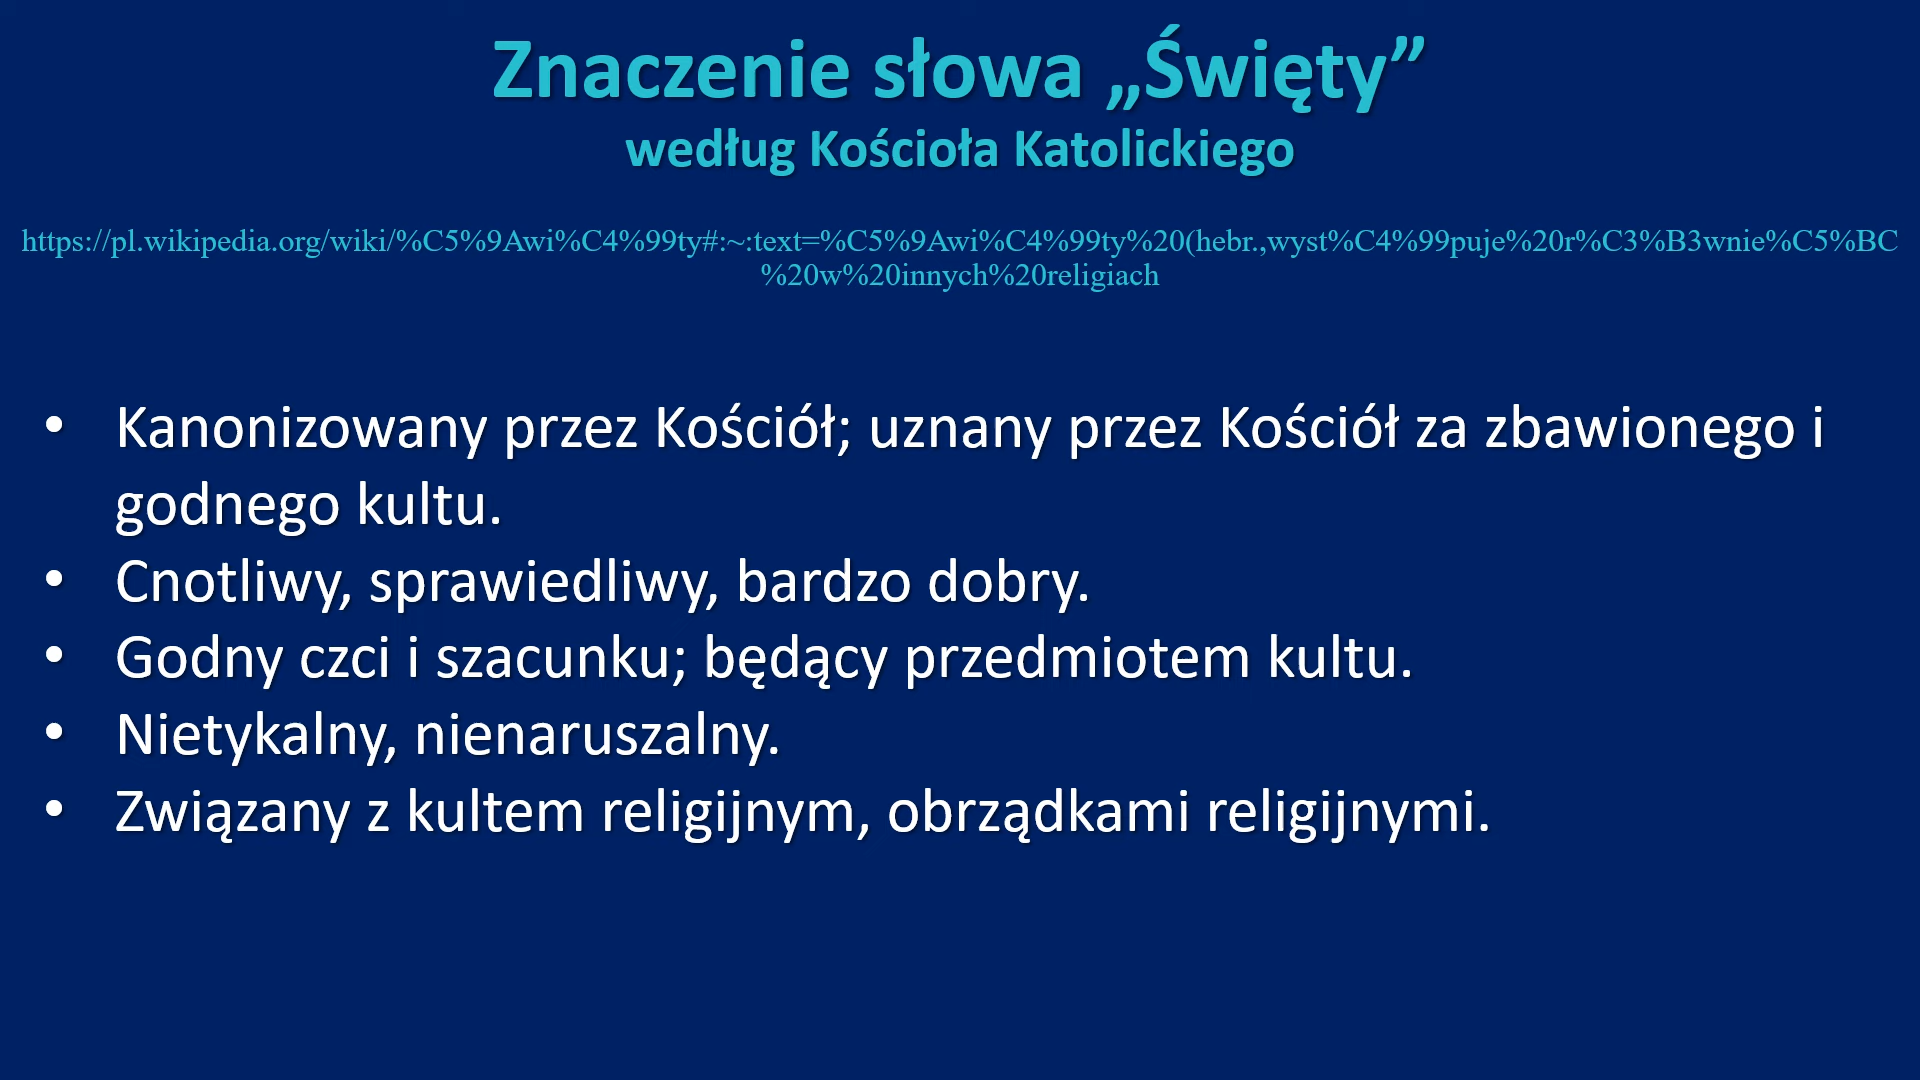 Znaczenie słowa „Święty”
według Kościoła Katolickiego
https://pl.wikipedia.org/wiki/%C5%9Awi%C4%99ty#:~:text=%C5%9Awi%C4%99ty%20(hebr.,wyst%C4%99puje%20r%C3%B3wnie%C5%BC
%20w%20innych%20religiach
• Kanonizowany przez Kościół; uznany przez Kościół za zbawionego i
godnego kultu.
• Cnotliwy, sprawiedliwy, bardzo dobry.
• Godny czci i szacunku; będący przedmiotem kultu.
• Nietykalny, nienaruszalny.
• Związany z kultem religijnym, obrządkami religijnymi.